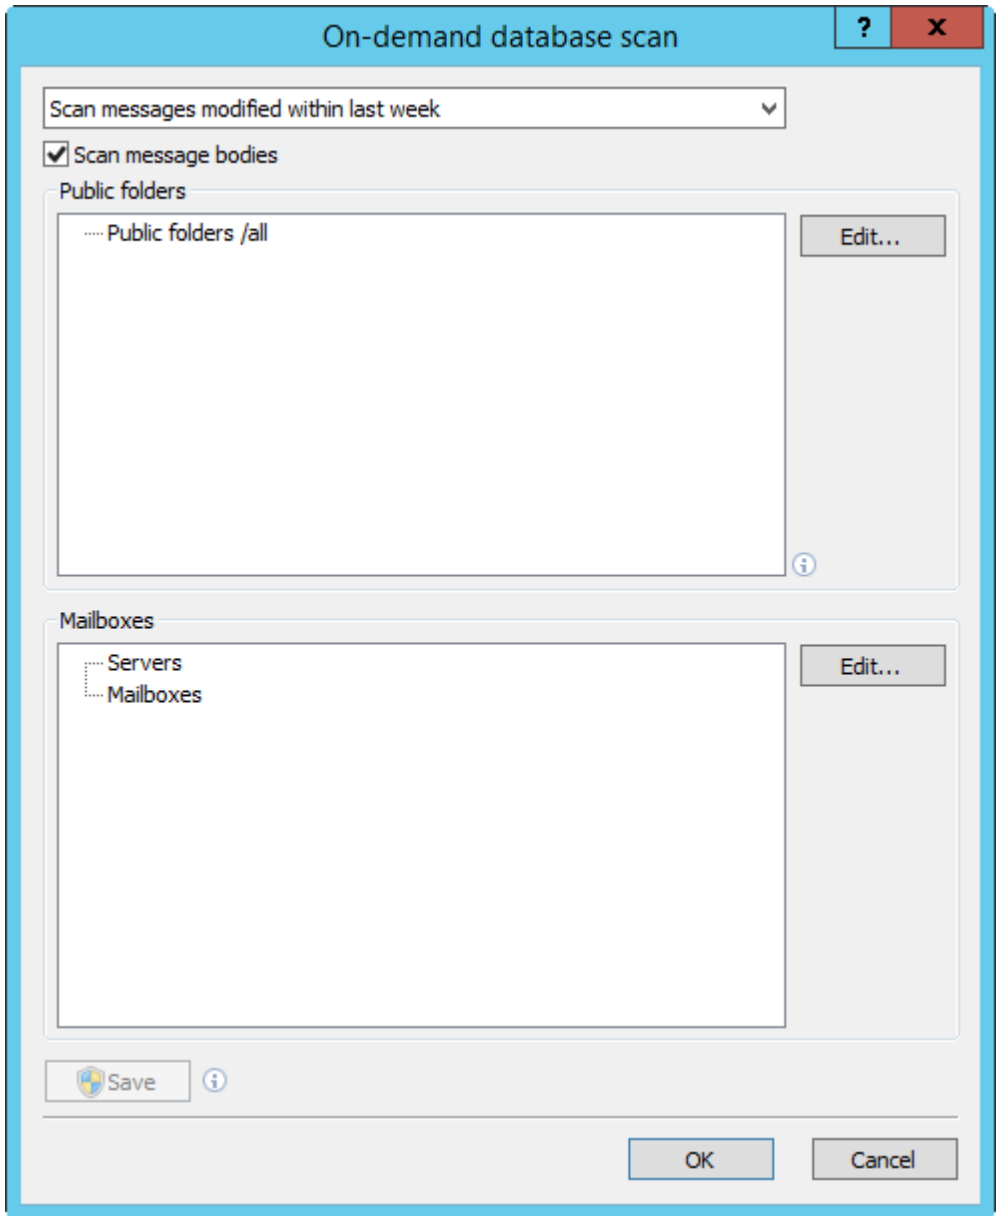 On-demand database scan
? x
Scan messages modified within last week
Scan message bodies
Public folders
Public folders /all
Edit...
Mailboxes
Servers
Mailboxes
Edit...
Save
OK
Cancel